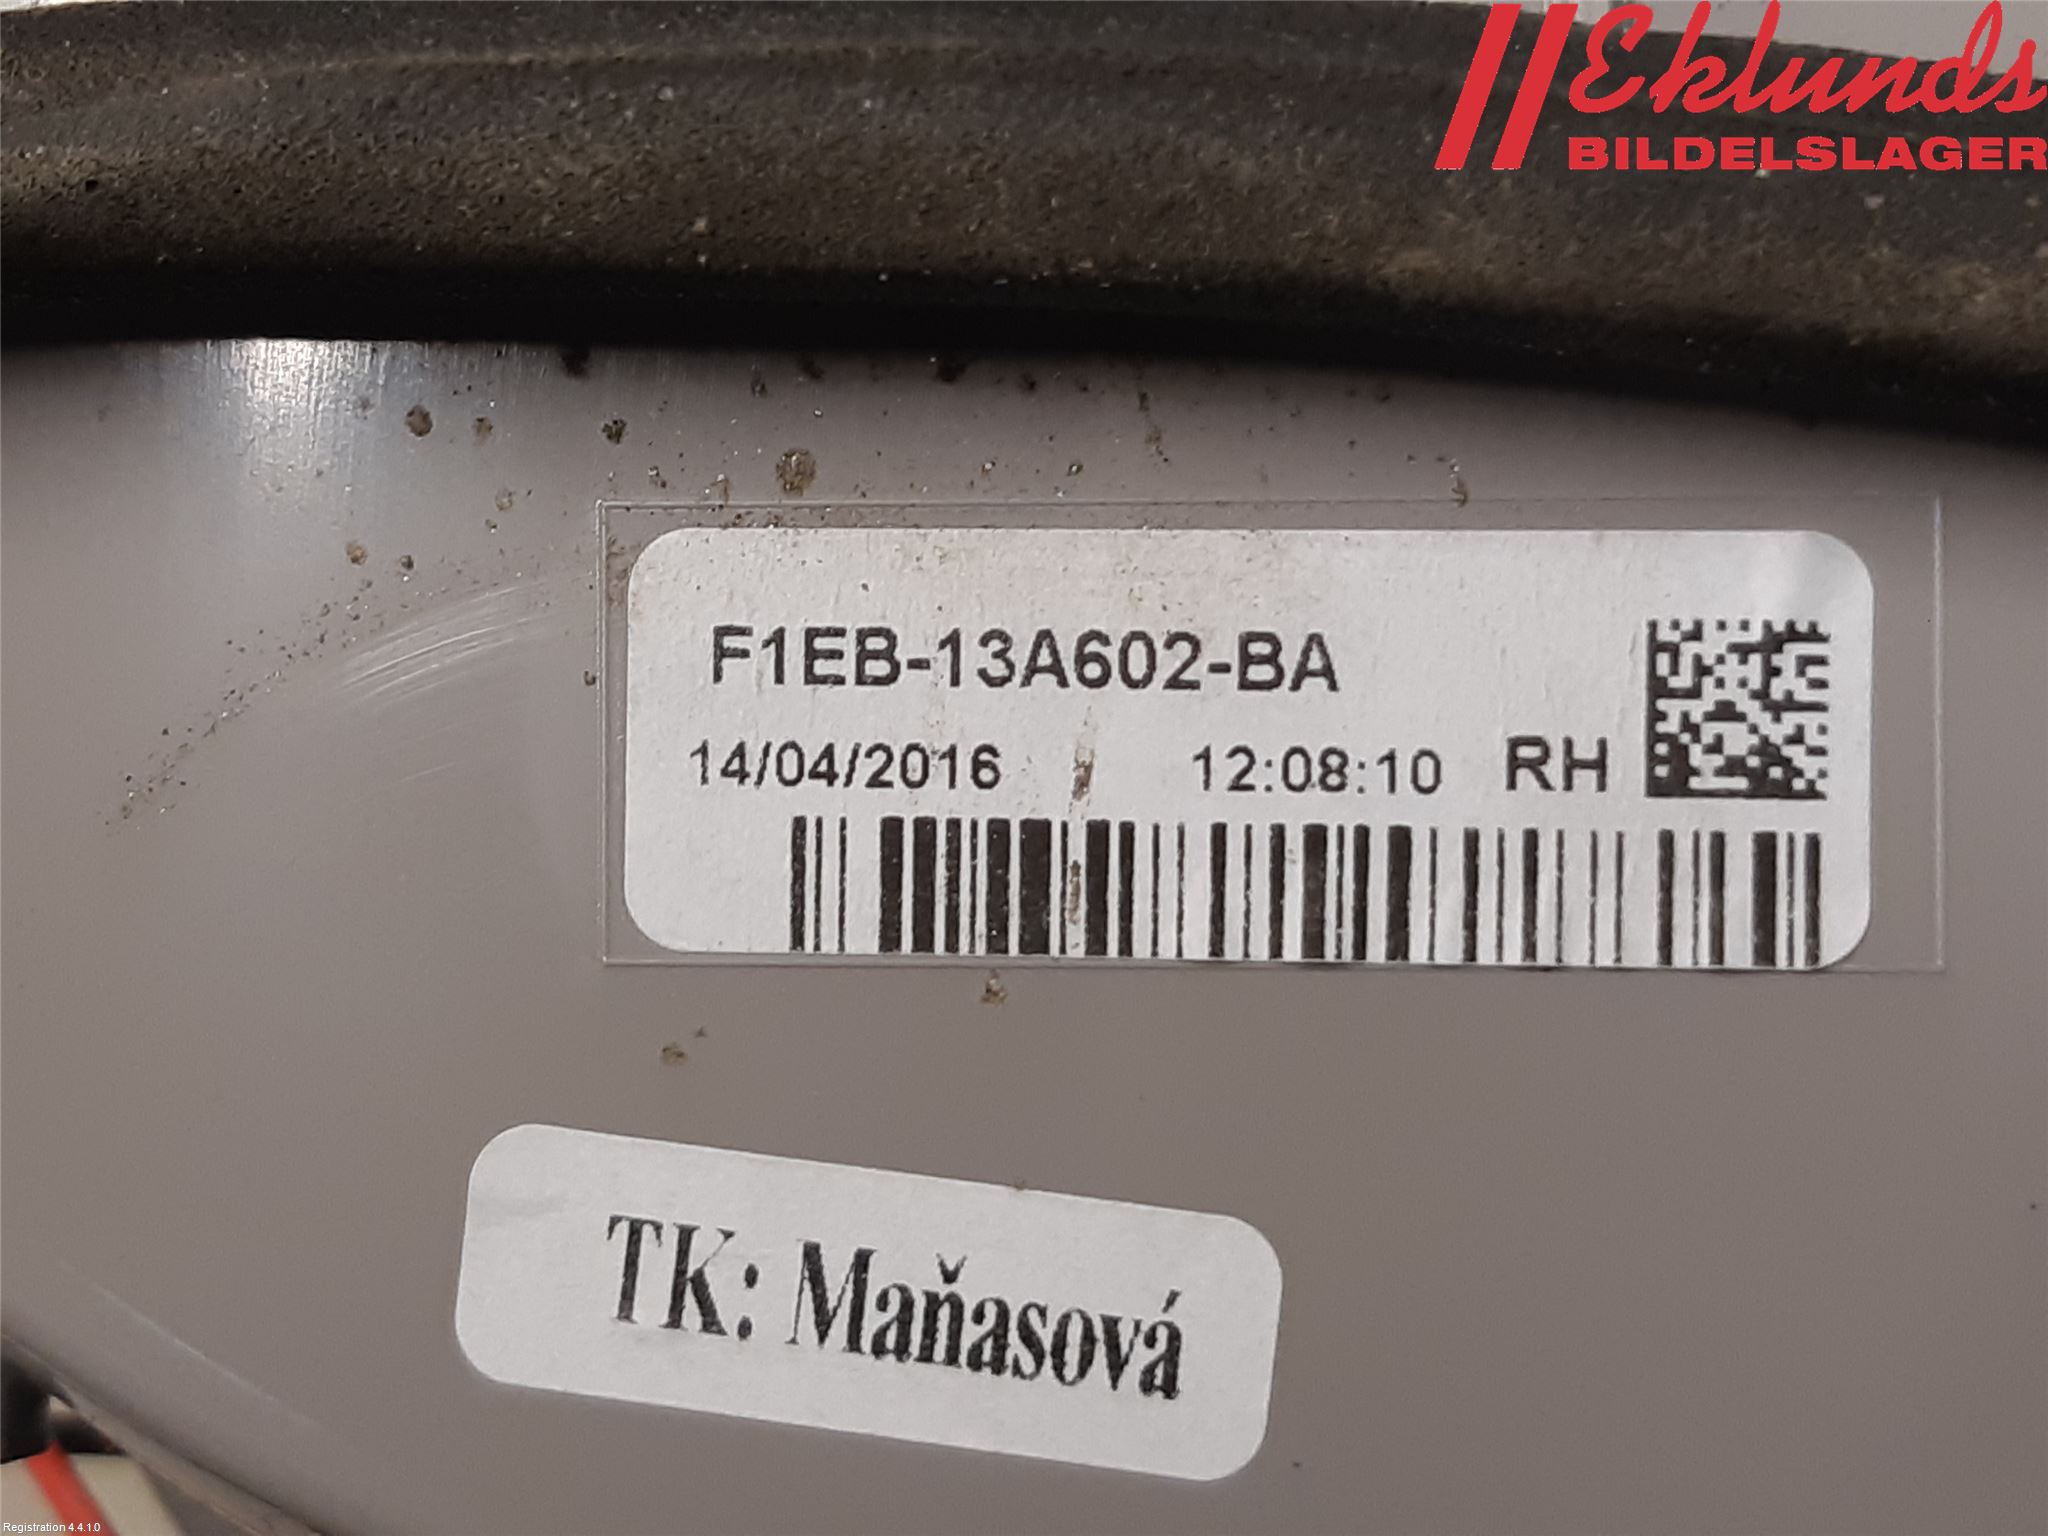 Eklunds
BILDELSLAGER
F1EB-13A602-BA
14/04/2016 12:08:10 RH
TK: Maňasová
Registration 4.4.1.0